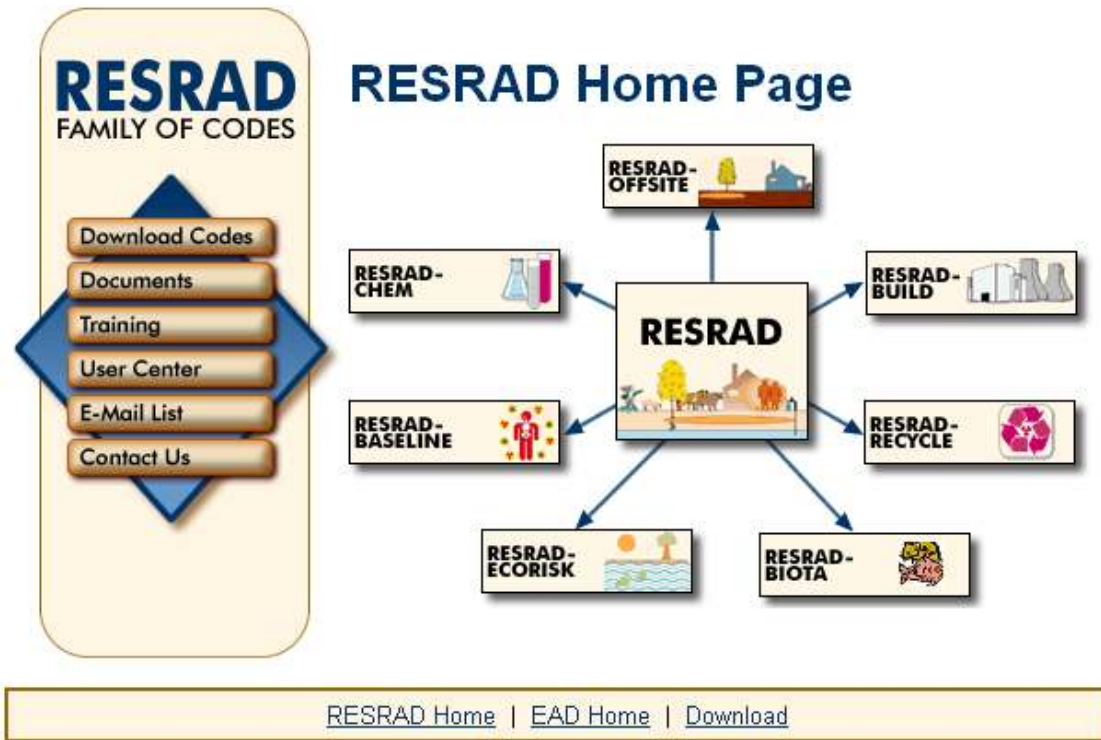 RESRAD
FAMILY OF CODES
Download Codes
Documents
Training
User Center
E-Mail List
Contact Us
RESRAD Home Page
RESRAD-
OFFSITE
RESRAD-
CHEM
RESRAD-
BUILD
RESRAD
RESRAD-
BASELINE
RESRAD-
RECYCLE
RESRAD-
ECORISK
RESRAD-
BIOTA
RESRAD Home | EAD Home | Download